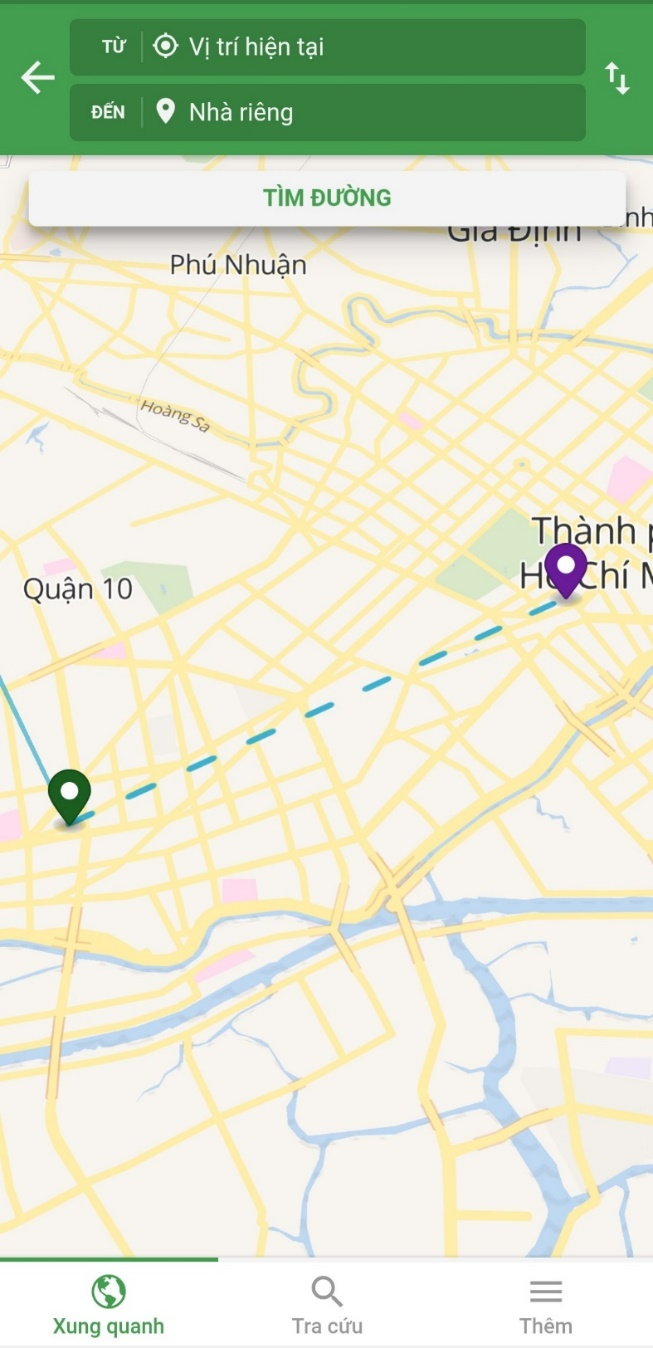 TỪ Vị trí hiện tại
ĐẾN Nhà riêng
TÌM ĐƯỜNG
Gia Định
Phú Nhuận
Hoàng Sa
Thành
Quận 10
Chí
Xung quanh
Tra cứu
Thêm